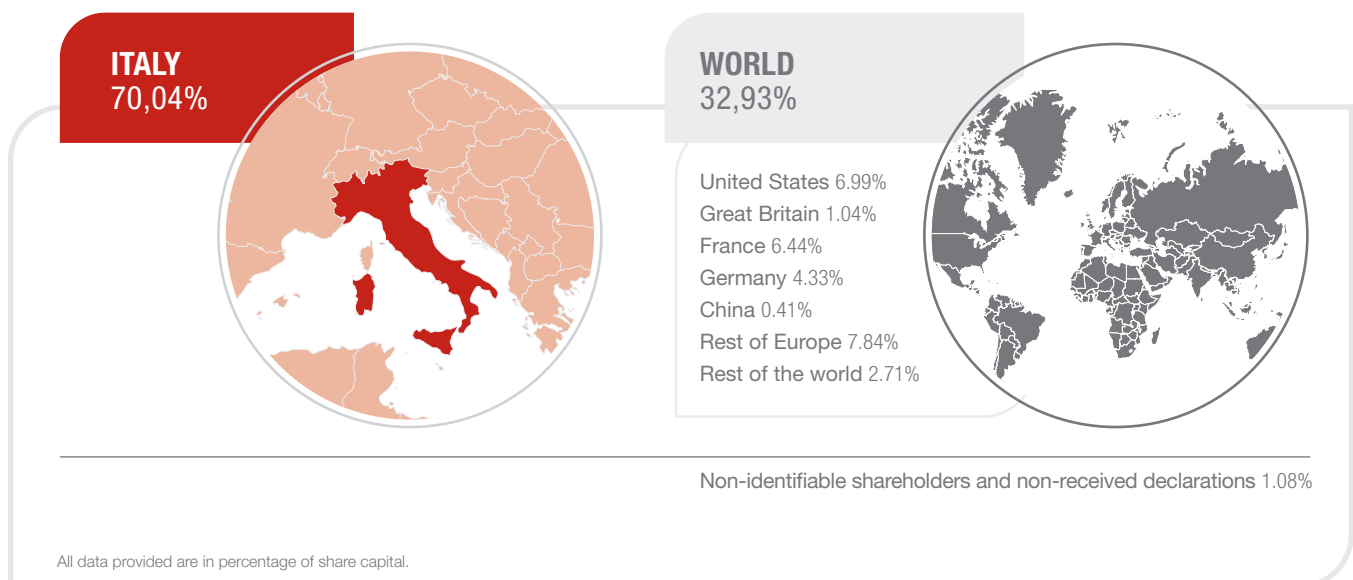 ITALY
70,04%
WORLD
32,93%
United States 6.99%
Great Britain 1.04%
France 6.44%
Germany 4.33%
China 0.41%
Rest of Europe 7.84%
Rest of the world 2.71%
Non-identifiable shareholders and non-received declarations 1.08%
All data provided are in percentage of share capital.